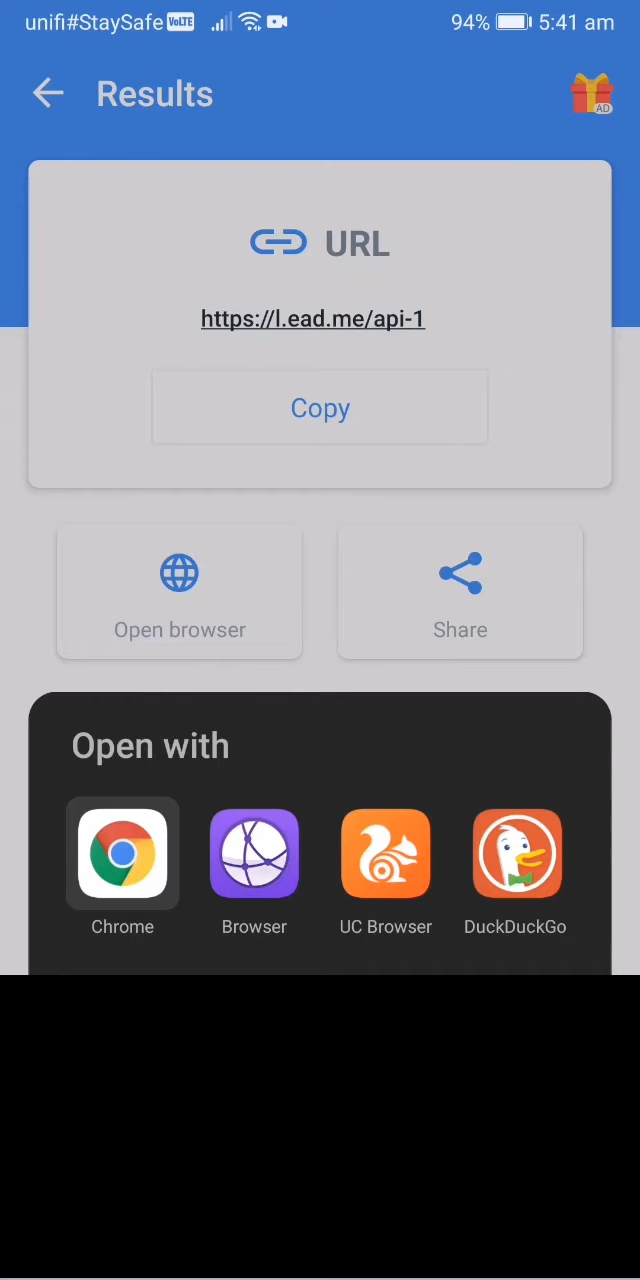 unifi#StaySafe VoLTE 94% 5:41 am
Results
AD
URL
https://l.ead.me/api-1
Copy
Open browser Share
Open with
Chrome Browser UC Browser DuckDuckGo